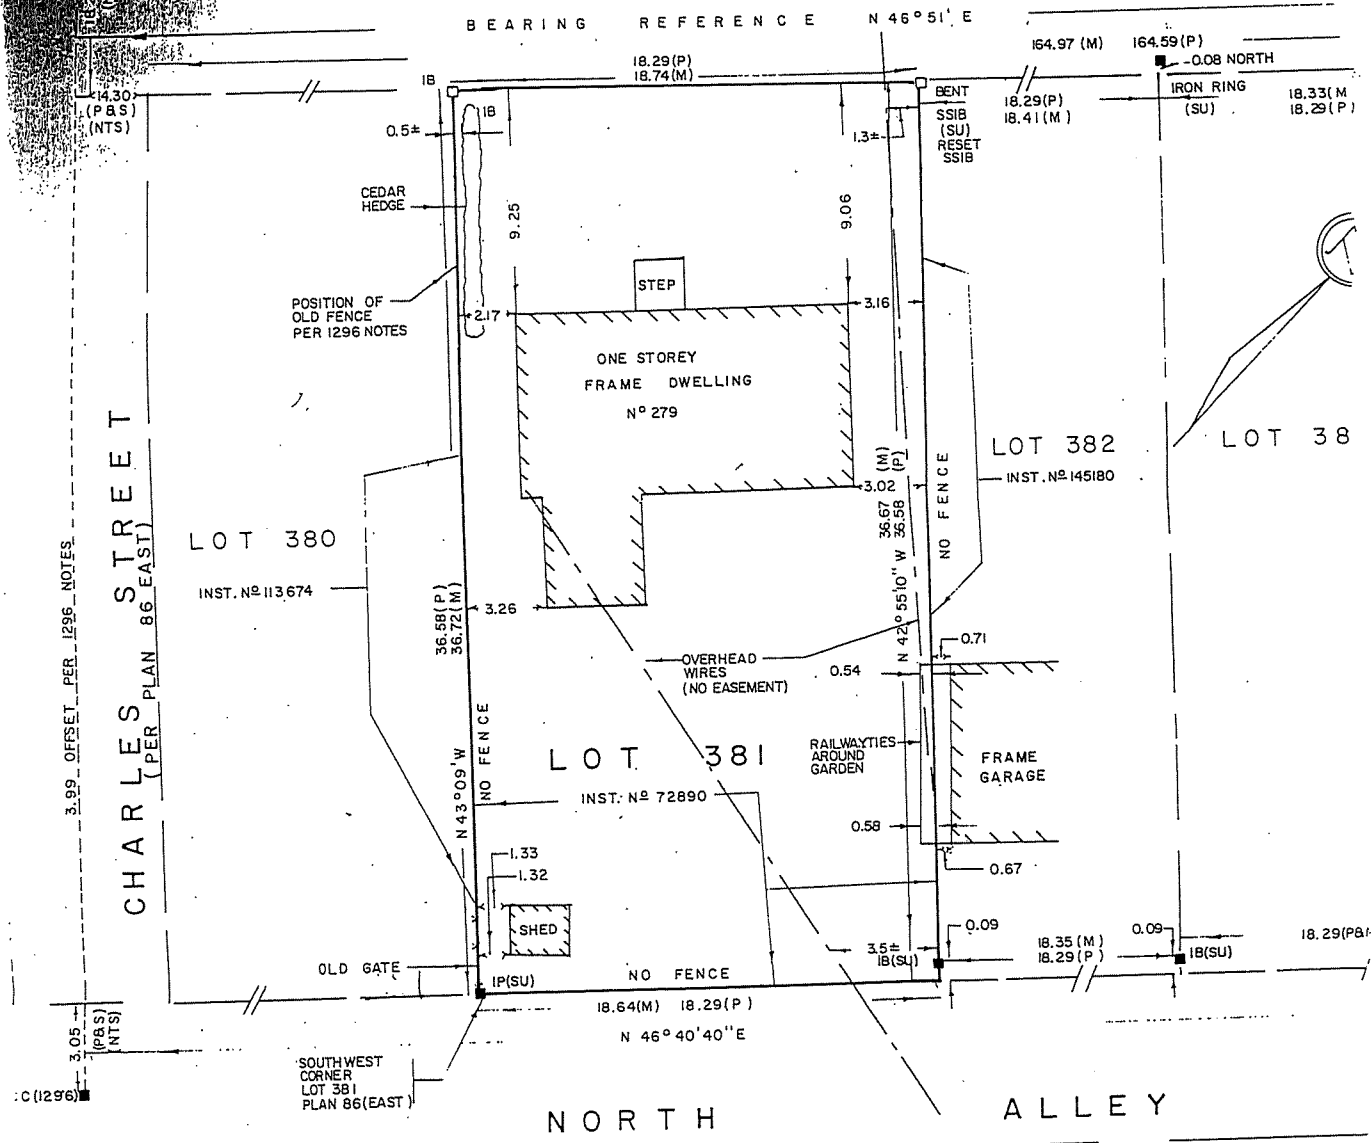 BEARING REFERENCE N 46°51' E
164.97 (M) 164.59(P)
-0.08 NORTH
18.29(P)
18.74(M)
IB
14.30
(P&S)
(NTS)
IB
0.5±
1.3±
BENT
SSIB
(SU)
RESET
SSIB
18.29(P)
18.41(M)
IRON RING
(SU)
18.33(M
18.29(P)
CEDAR
HEDGE
9.25
9.06
STEP
POSITION OF
OLD FENCE
PER 1296 NOTES
2.17
3.16
ONE STOREY
FRAME DWELLING
Nº 279
LOT 382
INST. Nº 145180
LOT 38
36.67 (M)
36.58 (P)
3.02
NO FENCE
N 42°55'10" W
CHARLES STREET
(PER PLAN 86 EAST)
3.99 OFFSET PER 1296 NOTES
LOT 380
INST. Nº 113674
36.58(P)
36.72(M)
3.26
0.71
OVERHEAD
WIRES
(NO EASEMENT)
0.54
NO FENCE
N 43°09' W
LOT 381
INST. Nº 72890
RAILWAYTIES
AROUND
GARDEN
FRAME
GARAGE
0.58
0.67
1.33
1.32
SHED
OLD GATE
IP(SU)
NO FENCE
3.5±
IB(SU)
0.09
18.35(M)
18.29(P)
0.09
IB(SU)
18.29(P&
18.64(M) 18.29(P)
N 46°40'40"E
3.05
(P&S)
(NTS)
SOUTHWEST
CORNER
LOT 381
PLAN 86(EAST)
C(1296)
NORTH ALLEY